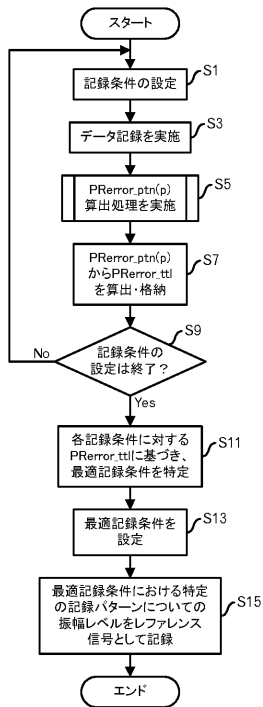 スタート
記録条件の設定
S1
データ記録を実施
S3
PRerror_ptn(p)
算出処理を実施
S5
PRerror_ptn(p)
からPRerror_ttl
を算出・格納
S7
記録条件の
設定は終了？
S9
No
Yes
各記録条件に対する
PRerror_ttlに基づき、
最適記録条件を特定
S11
最適記録条件を
設定
S13
最適記録条件における特定
の記録パターンについての
振幅レベルをレファレンス
信号として記録
S15
エンド